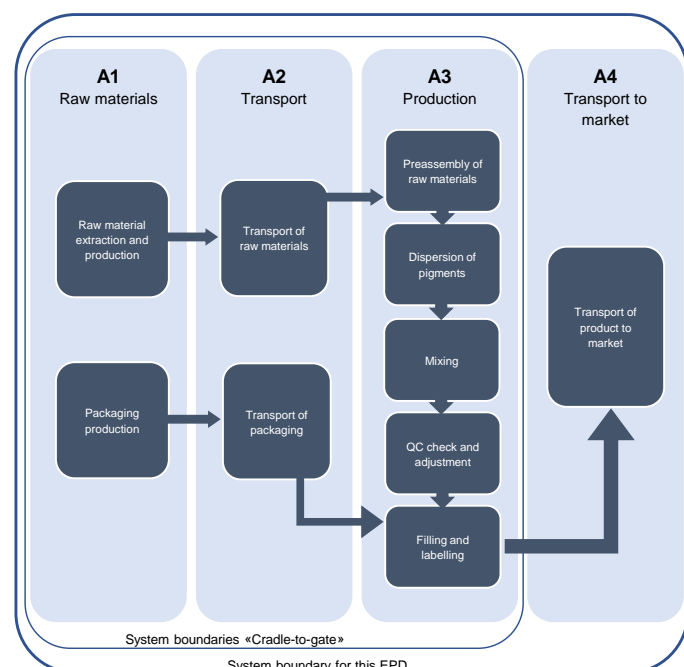 A1
Raw materials
A2
Transport
A3
Production
A4
Transport to
market
Raw material
extraction and
production
Transport of
raw materials
Preassembly of
raw materials
Dispersion of
pigments
Mixing
QC check and
adjustment
Filling and
labelling
Packaging
production
Transport of
packaging
Transport of
product to
market
System boundaries «Cradle-to-gate»
System boundary for this EPD